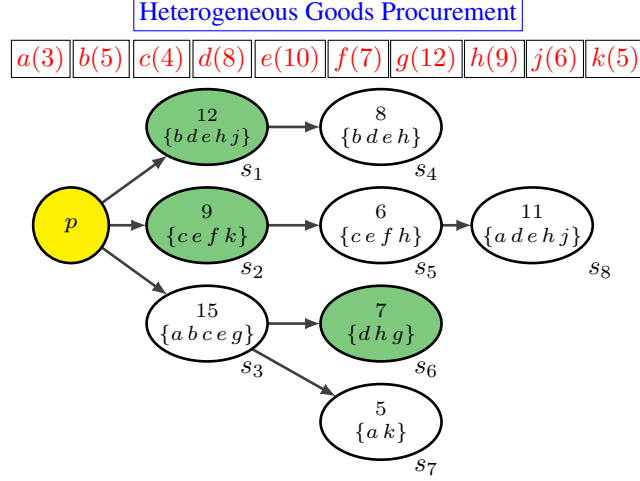 Heterogeneous Goods Procurement
a(3) b(5) c(4) d(8) e(10) f(7) g(12) h(9) j(6) k(5)
12
{b d e h j}
s1
8
{b d e h}
s4
p
9
{c e f k}
s2
6
{c e f h}
s5
11
{a d e h j}
s8
15
{a b c e g}
s3
7
{d h g}
s6
5
{a k}
s7